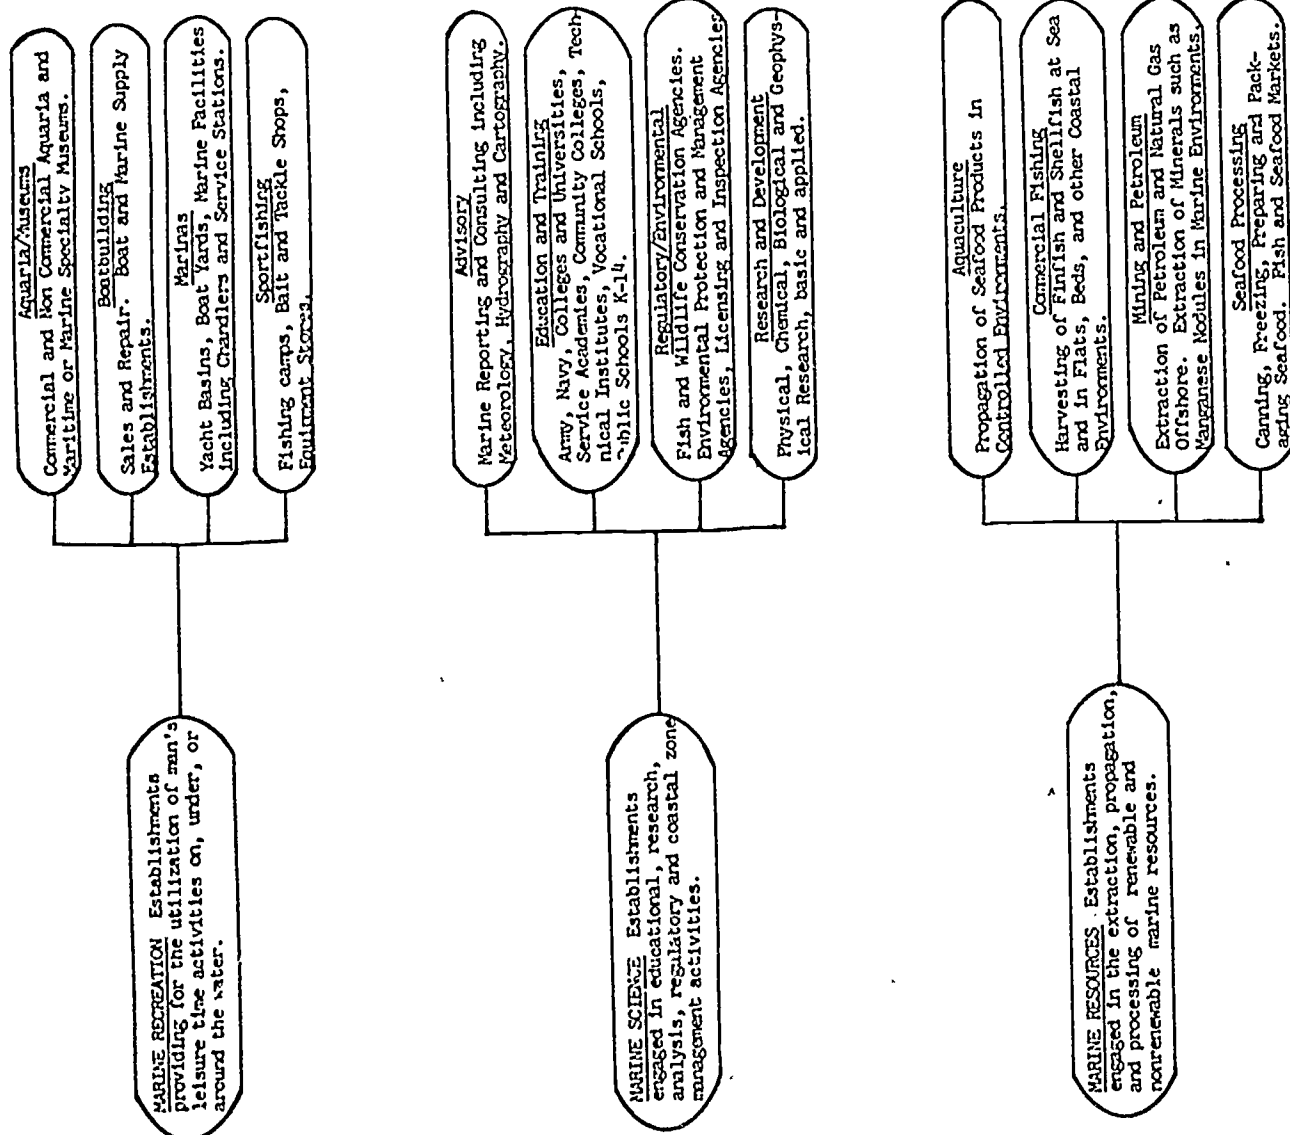 MARINE RECREATION Establishments
providing for the utilization of man's
leisure time activities on, under, or
around the water.
Aquaria/Museums
Commercial and Non Commercial Aquaria and
Maritime or Marine Specialty Museums.
Boatbuilding
Sales and Repair. Boat and Marine Supply
Establishments.
Marinas
Yacht Basins, Boat Yards, Marine Facilities
including Chandlers and Service Stations.
Sportfishing
Fishing camps, Bait and Tackle Shops,
Equipment Stores.
MARINE SCIENCE Establishments
engaged in educational, research,
analysis, regulatory and coastal zone
management activities.
Advisory
Marine Reporting and Consulting including
Meteorology, Hydrography and Cartography.
Education and Training
Army, Navy, Colleges and Universities,
Service Academies, Community Colleges, Tech-
nical Institutes, Vocational Schools,
Public Schools K-14.
Regulatory/Environmental
Fish and Wildlife Conservation Agencies.
Environmental Protection and Management
Agencies, Licensing and Inspection Agencies
Research and Development
Physical, Chemical, Biological and Geophys-
ical Research, basic and applied.
MARINE RESOURCES Establishments
engaged in the extraction, propagation
and processing of renewable and
nonrenewable marine resources.
Aquaculture
Propagation of Seafood Products in
Controlled Environments.
Commercial Fishing
Harvesting of Finfish and Shellfish at Sea
and in Flats, Beds, and other Coastal
Environments.
Mining and Petroleum
Extraction of Petroleum and Natural Gas
Offshore. Extraction of Minerals such as
Manganese Nodules in Marine Environments.
Seafood Processing
Canning, Freezing, Preparing and Pack-
aging Seafood. Fish and Seafood Markets.